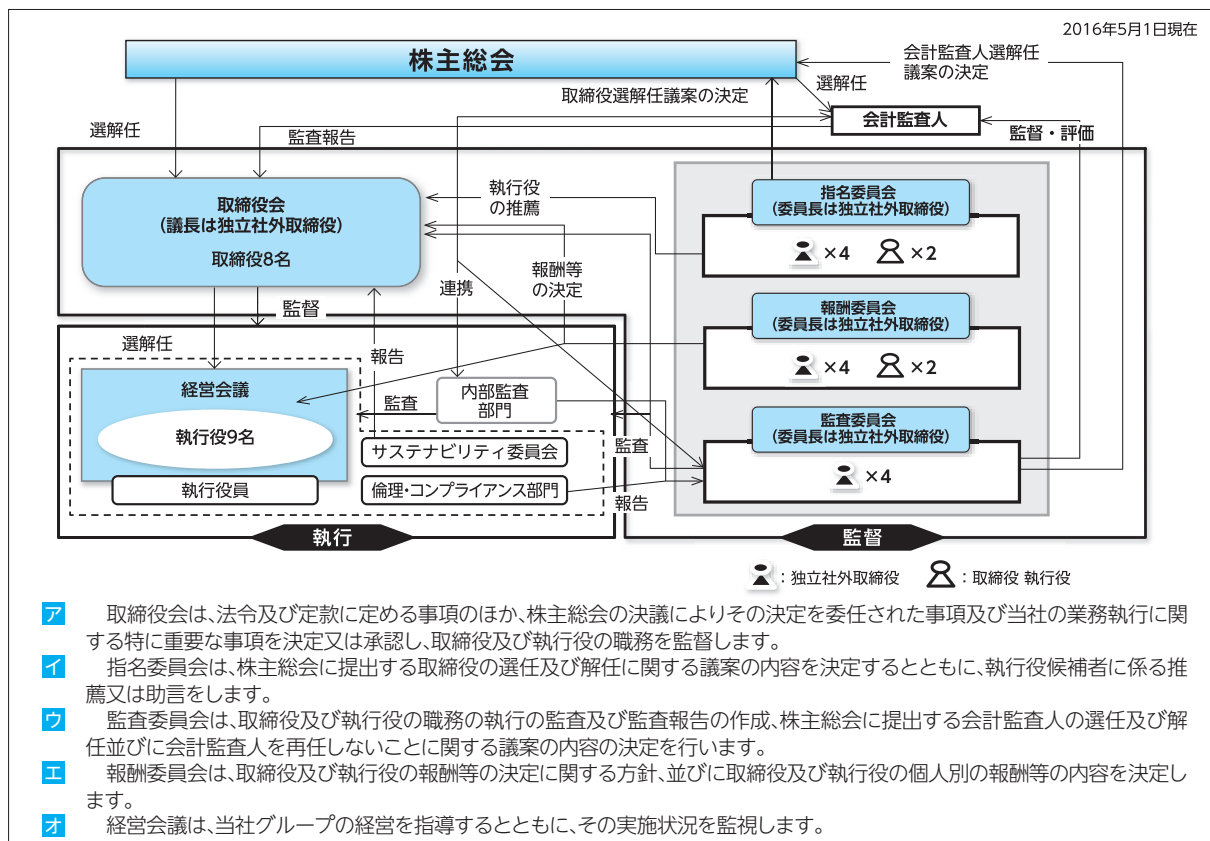 2016年5月1日現在
株主総会
会計監査人選解任
議案の決定
選解任
取締役選解任議案の決定
会計監査人
選解任
監査報告
監督・評価
取締役会
(議長は独立社外取締役)
取締役8名
執行役
の推薦
指名委員会
(委員長は独立社外取締役)
×4 ×2
連携
報酬等
の決定
監督
報酬委員会
(委員長は独立社外取締役)
×4 ×2
選解任
報告
経営会議
執行役9名
執行役員
監査
内部監査
部門
サステナビリティ委員会
倫理・コンプライアンス部門
監査
報告
監査委員会
(委員長は独立社外取締役)
×4
執行
監督
：独立社外取締役 ：取締役 執行役
ア 取締役会は、法令及び定款に定める事項のほか、株主総会の決議によりその決定を委任された事項及び当社の業務執行に関
する特に重要な事項を決定又は承認し、取締役及び執行役の職務を監督します。
イ 指名委員会は、株主総会に提出する取締役の選任及び解任に関する議案の内容を決定するとともに、執行役候補者に係る推
薦又は助言をします。
ウ 監査委員会は、取締役及び執行役の職務の執行の監査及び監査報告の作成、株主総会に提出する会計監査人の選任及び解
任並びに会計監査人を再任しないことに関する議案の内容の決定を行います。
エ 報酬委員会は、取締役及び執行役の報酬等の決定に関する方針、並びに取締役及び執行役の個人別の報酬等の内容を決定し
ます。
オ 経営会議は、当社グループの経営を指導するとともに、その実施状況を監視します。